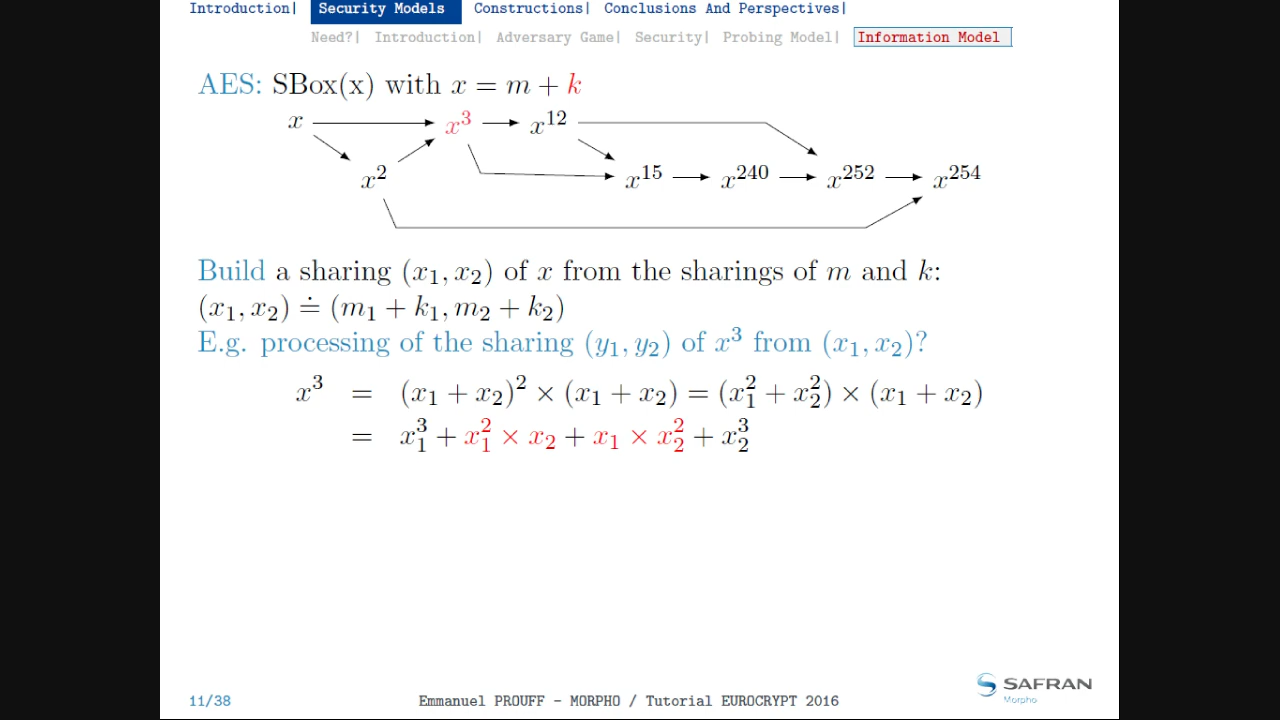 Introduction| Security Models Constructions| Conclusions And Perspectives|
Need?| Introduction| Adversary Game| Security| Probing Model| Information Model
AES: SBox(x) with x = m + k
x x³ x¹²
x² x¹⁵ x²⁴⁰ x²⁵² x²⁵⁴
Build a sharing (x₁, x₂) of x from the sharings of m and k:
(x₁, x₂) ≐ (m₁ + k₁, m₂ + k₂)
E.g. processing of the sharing (y₁, y₂) of x³ from (x₁, x₂)?
x³ = (x₁ + x₂)² × (x₁ + x₂) = (x₁² + x₂²) × (x₁ + x₂)
= x₁³ + x₁² × x₂ + x₁ × x₂² + x₂³
SAFRAN
Morpho
11/38 Emmanuel PROUFF - MORPHO / Tutorial EUROCRYPT 2016